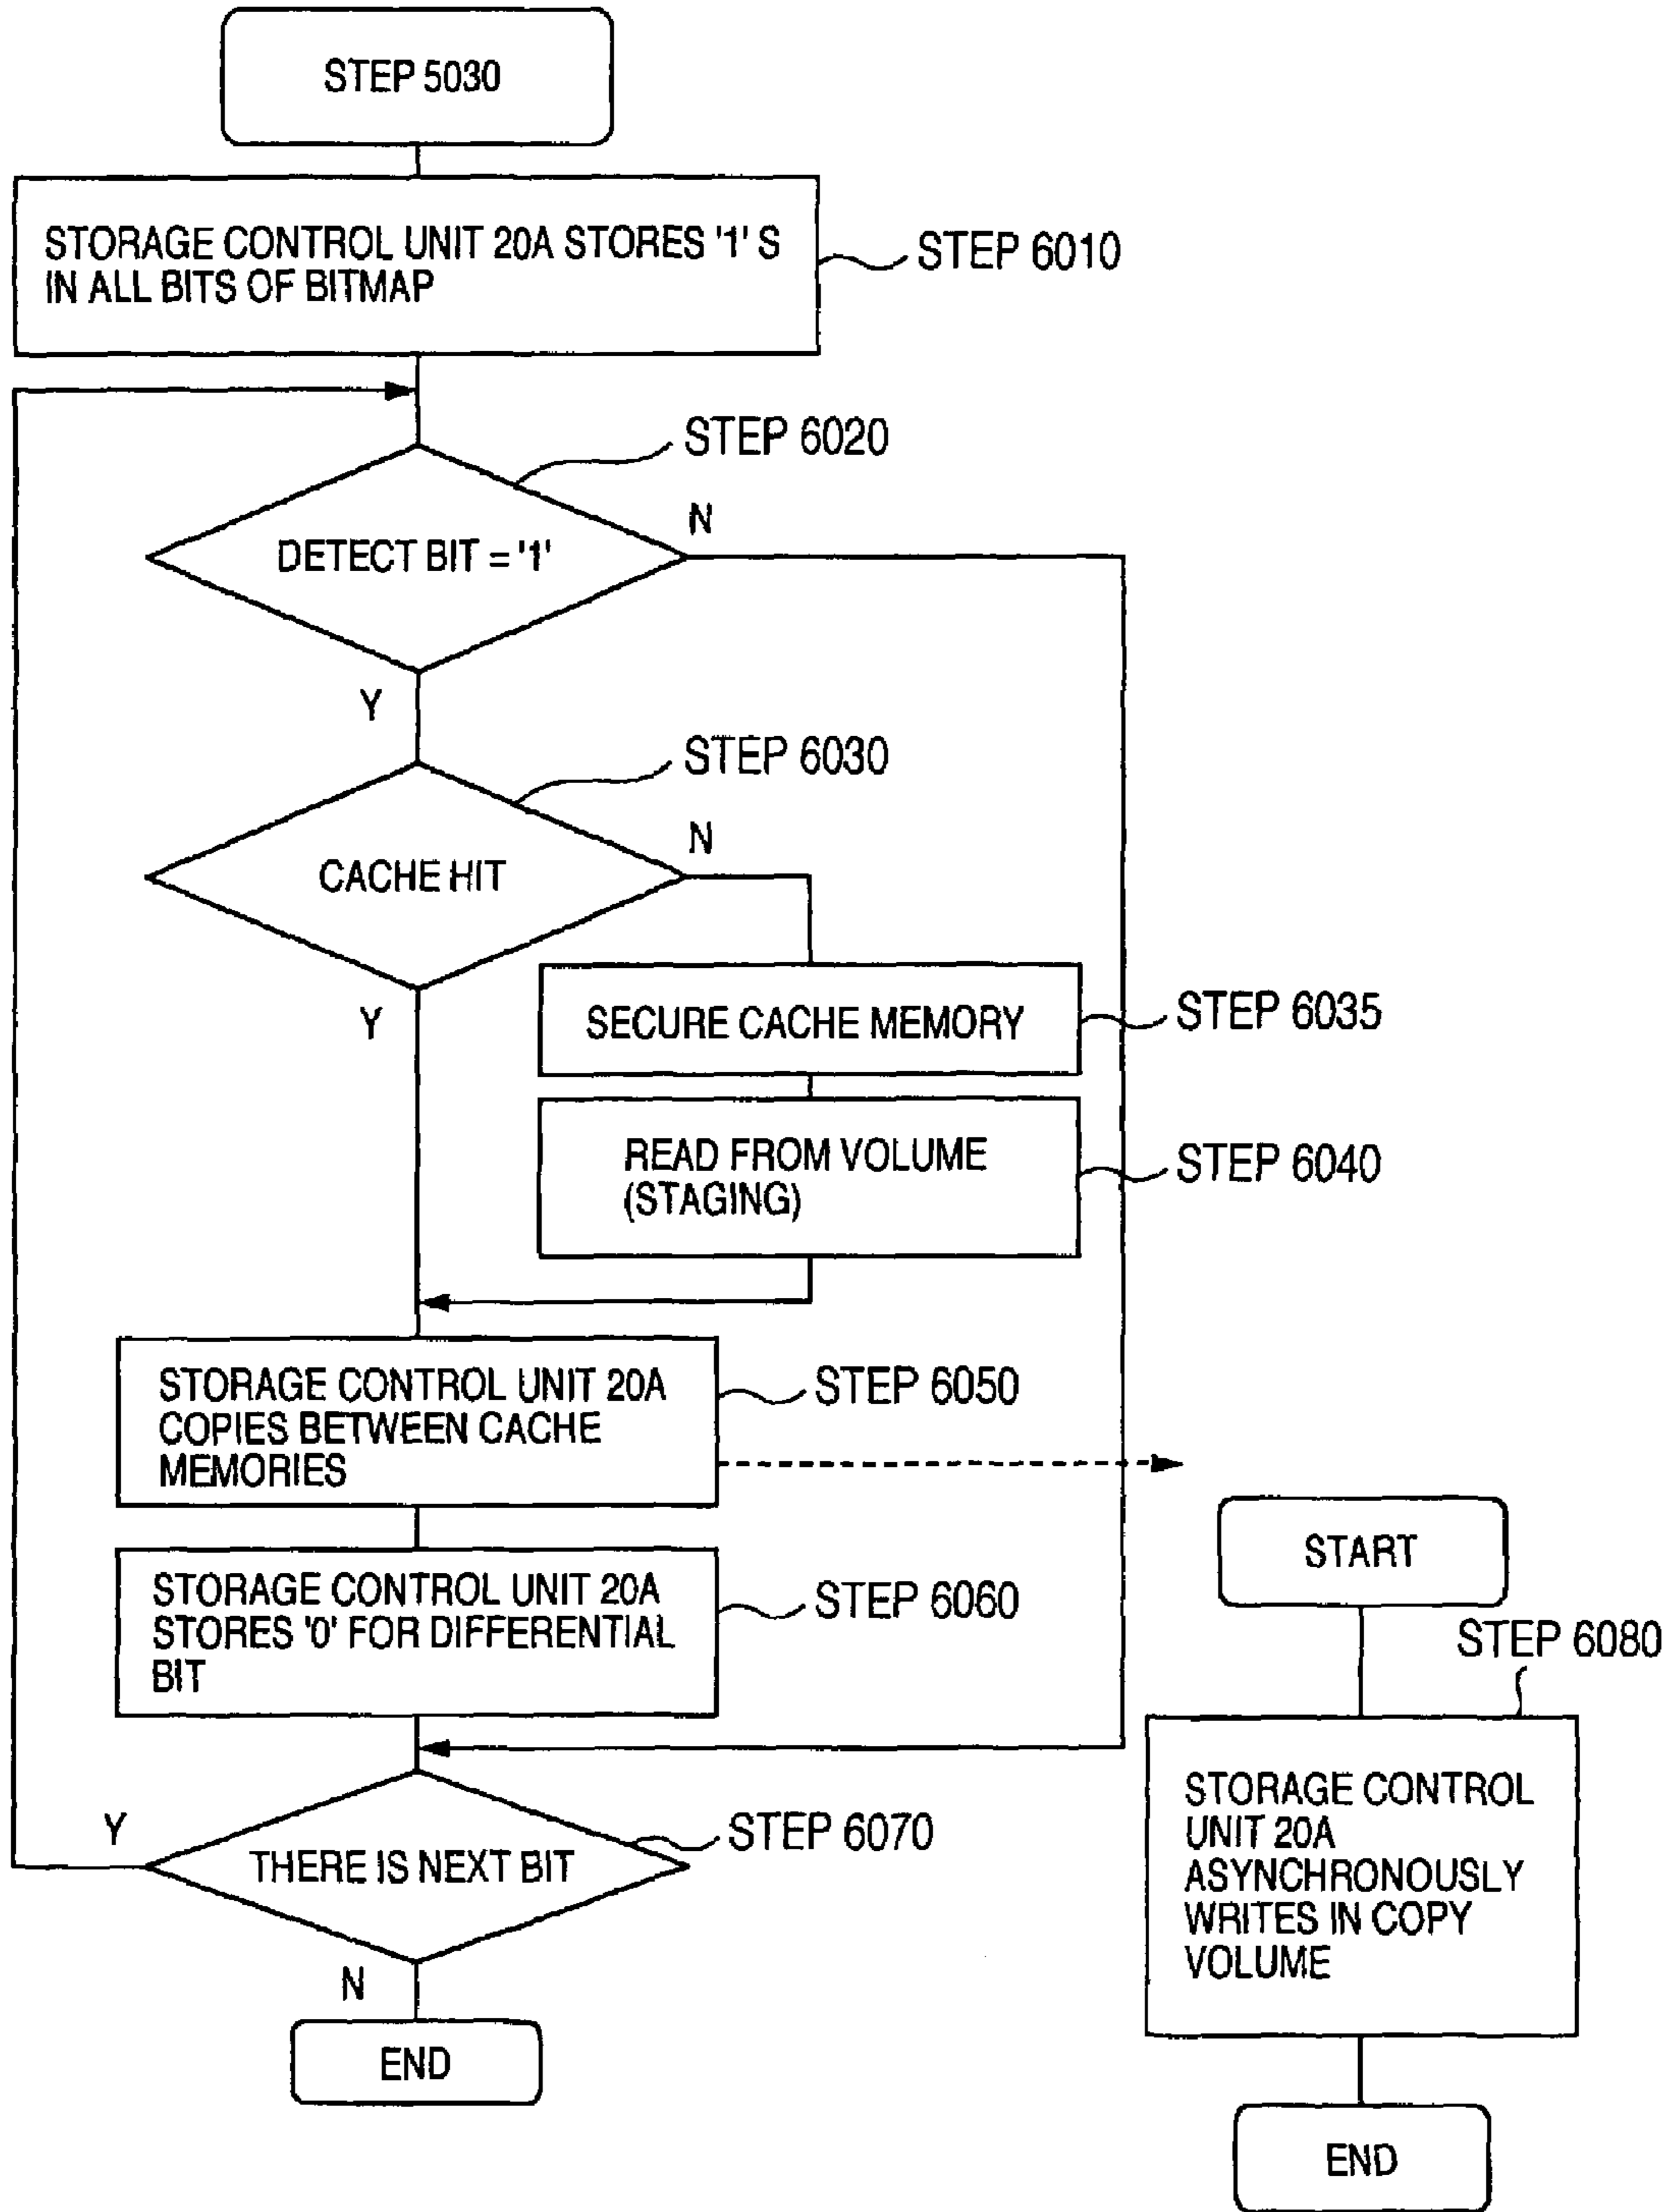 STEP 5030
STORAGE CONTROL UNIT 20A STORES '1' S
IN ALL BITS OF BITMAP
STEP 6010
STEP 6020
DETECT BIT = '1'
N
Y
STEP 6030
CACHE HIT
N
Y
SECURE CACHE MEMORY
STEP 6035
READ FROM VOLUME
(STAGING)
STEP 6040
STORAGE CONTROL UNIT 20A
COPIES BETWEEN CACHE
MEMORIES
STEP 6050
STORAGE CONTROL UNIT 20A
STORES '0' FOR DIFFERENTIAL
BIT
STEP 6060
THERE IS NEXT BIT
Y
STEP 6070
N
END
START
STEP 6080
STORAGE CONTROL
UNIT 20A
ASYNCHRONOUSLY
WRITES IN COPY
VOLUME
END